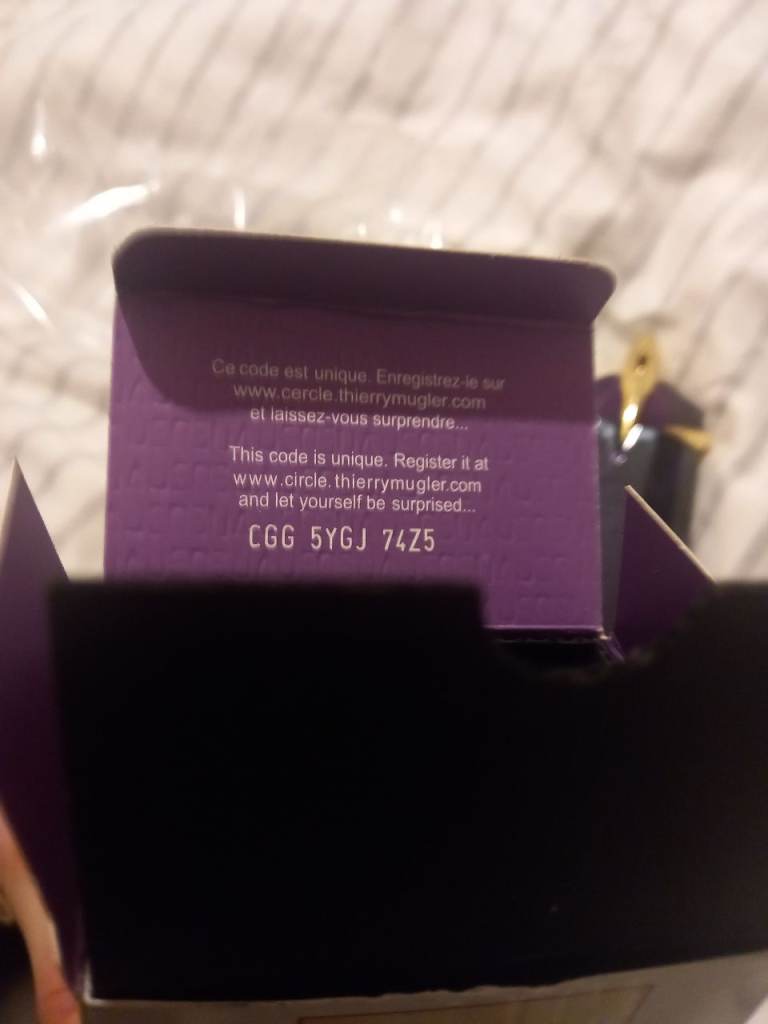 Ce code est unique. Enregistrez-le sur
www.cercle.thierrymugler.com
et laissez-vous surprendre...
This code is unique. Register it at
www.circle.thierrymugler.com
and let yourself be surprised...
CGG 5YGJ 74Z5